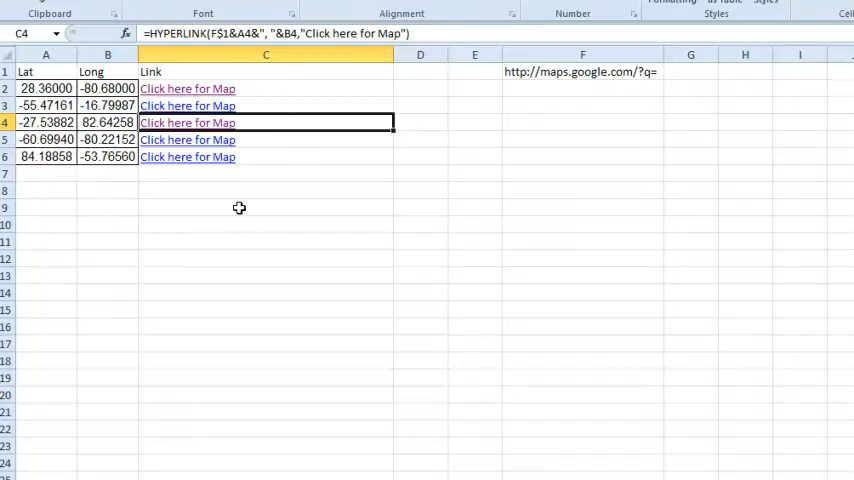 Clipboard Font Alignment Number Styles
C4 fx =HYPERLINK(F$1&A4&", "&B4,"Click here for Map")
A B C D E F G H I
1 Lat Long Link http://maps.google.com/?q=
2 28.36000 -80.68000 Click here for Map
3 -55.47161 -16.79987 Click here for Map
4 -27.53882 82.64258 Click here for Map
5 -60.69940 -80.22152 Click here for Map
6 84.18858 -53.76560 Click here for Map
7
8
9
10
11
12
13
14
15
16
17
18
19
20
21
22
23
24